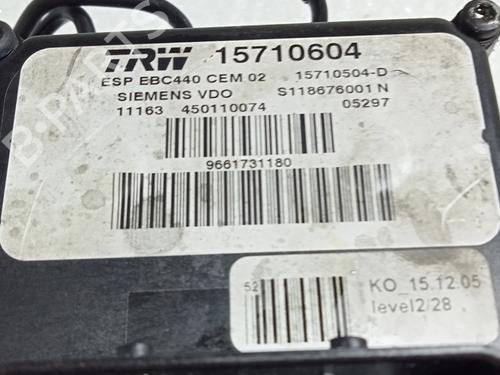 TRW 15710604
ESP EBC440 CEM 02 15710504-D
SIEMENS VDO S118676001 N
11163 450110074 05297
9661731180
52 KO_15.12.05
level2/28
B-PARTS